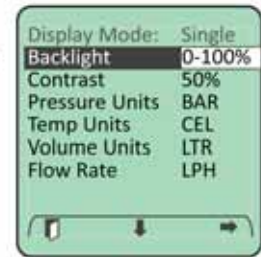 Display Mode: Single
Backlight 0-100%
Contrast 50%
Pressure Units BAR
Temp Units CEL
Volume Units LTR
Flow Rate LPH